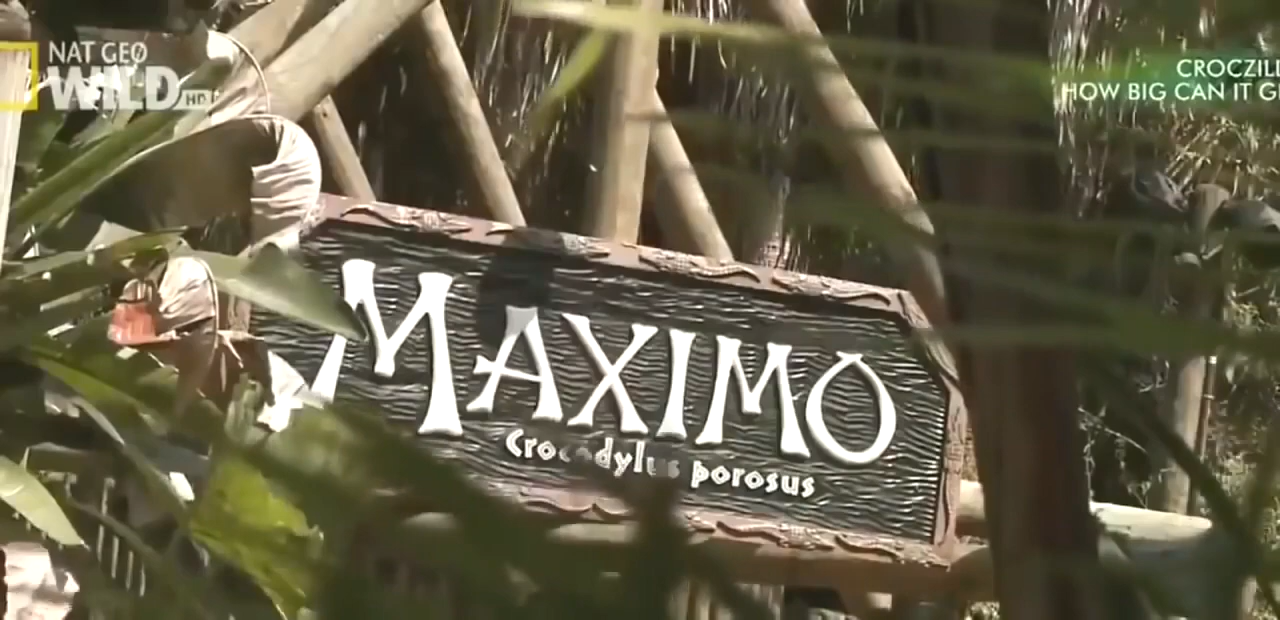 NAT GEO
WILD HD
CROCZILL
HOW BIG CAN IT G
MAXIMO
Crocodylus porosus